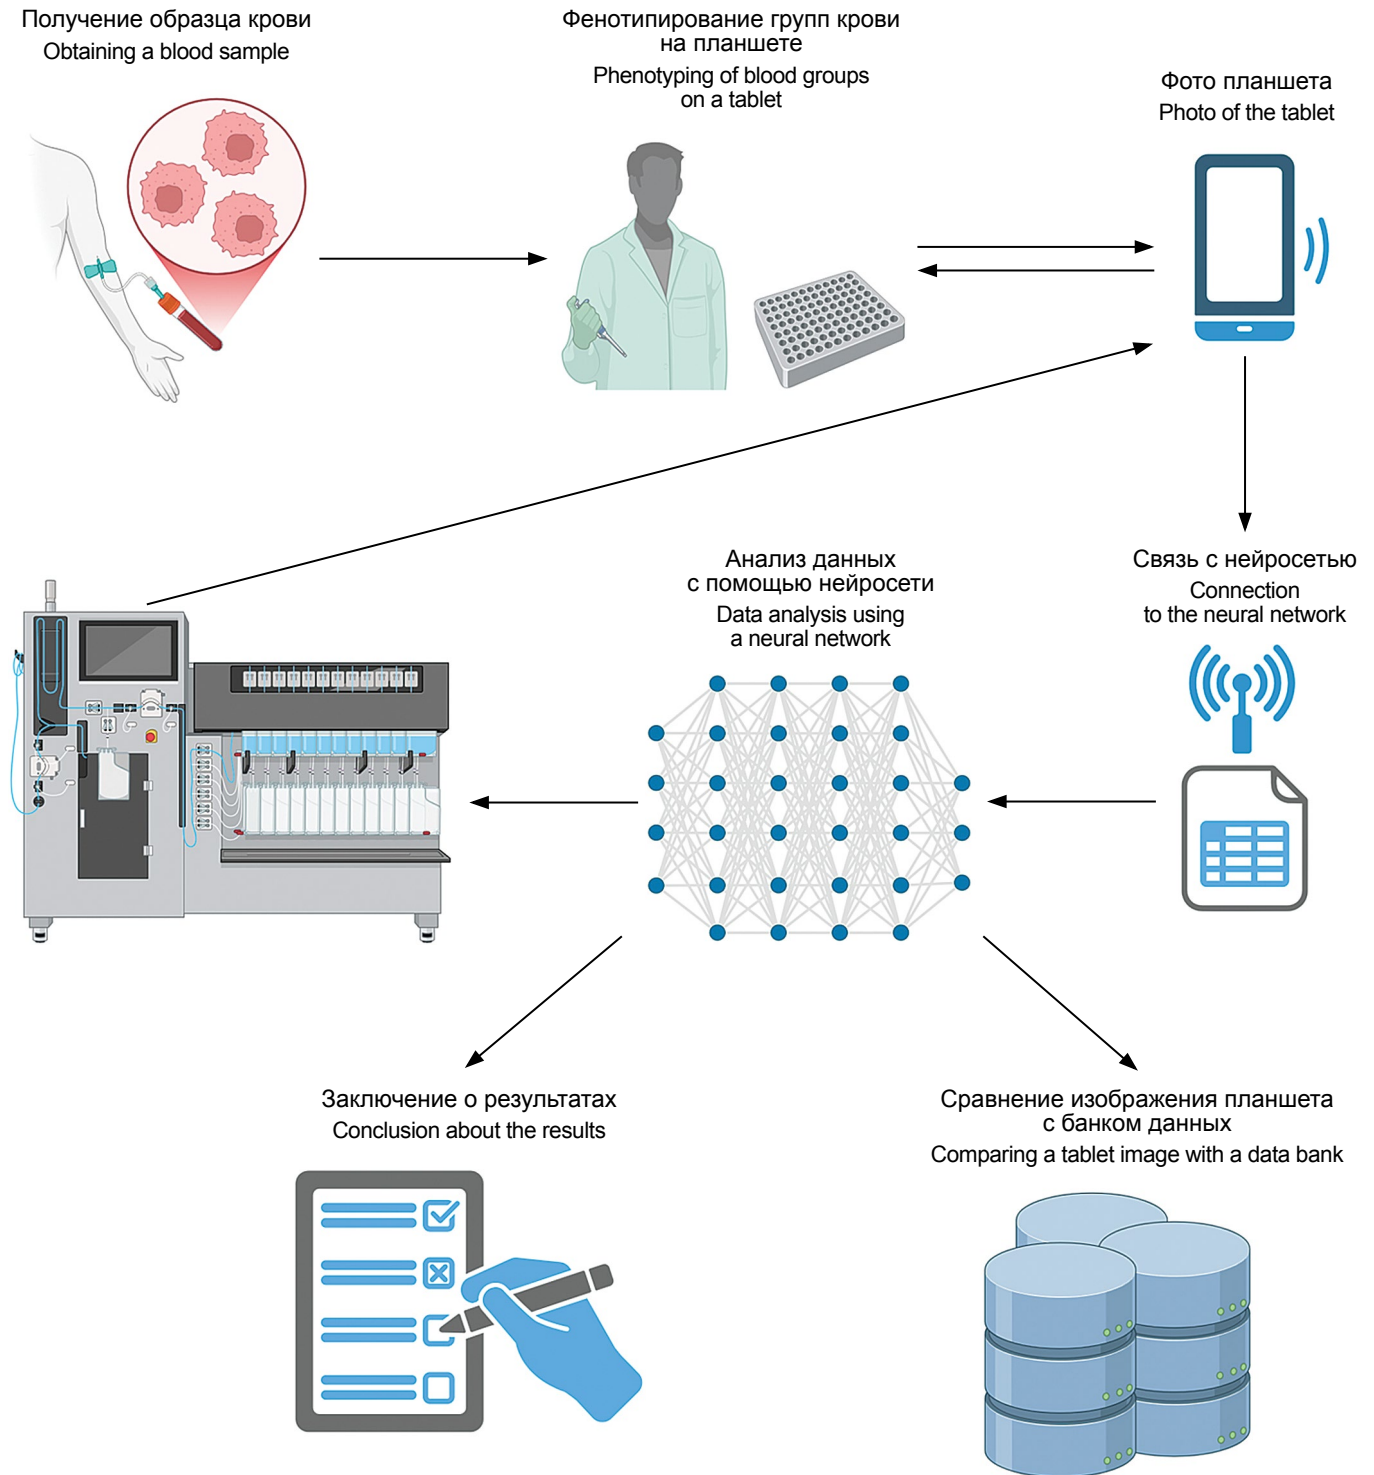 Получение образца крови
Obtaining a blood sample
Фенотипирование групп крови
на планшете
Phenotyping of blood groups
on a tablet
Фото планшета
Photo of the tablet
Анализ данных
с помощью нейросети
Data analysis using
a neural network
Связь с нейросетью
Connection
to the neural network
Заключение о результатах
Conclusion about the results
Сравнение изображения планшета
с банком данных
Comparing a tablet image with a data bank